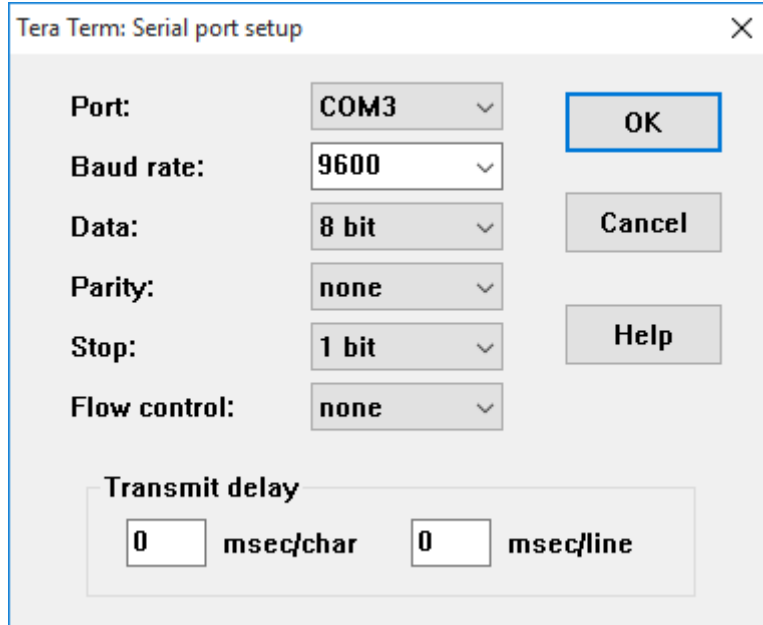 Tera Term: Serial port setup
Port: COM3 OK
Baud rate: 9600
Data: 8 bit Cancel
Parity: none
Stop: 1 bit Help
Flow control: none
Transmit delay
0 msec/char 0 msec/line